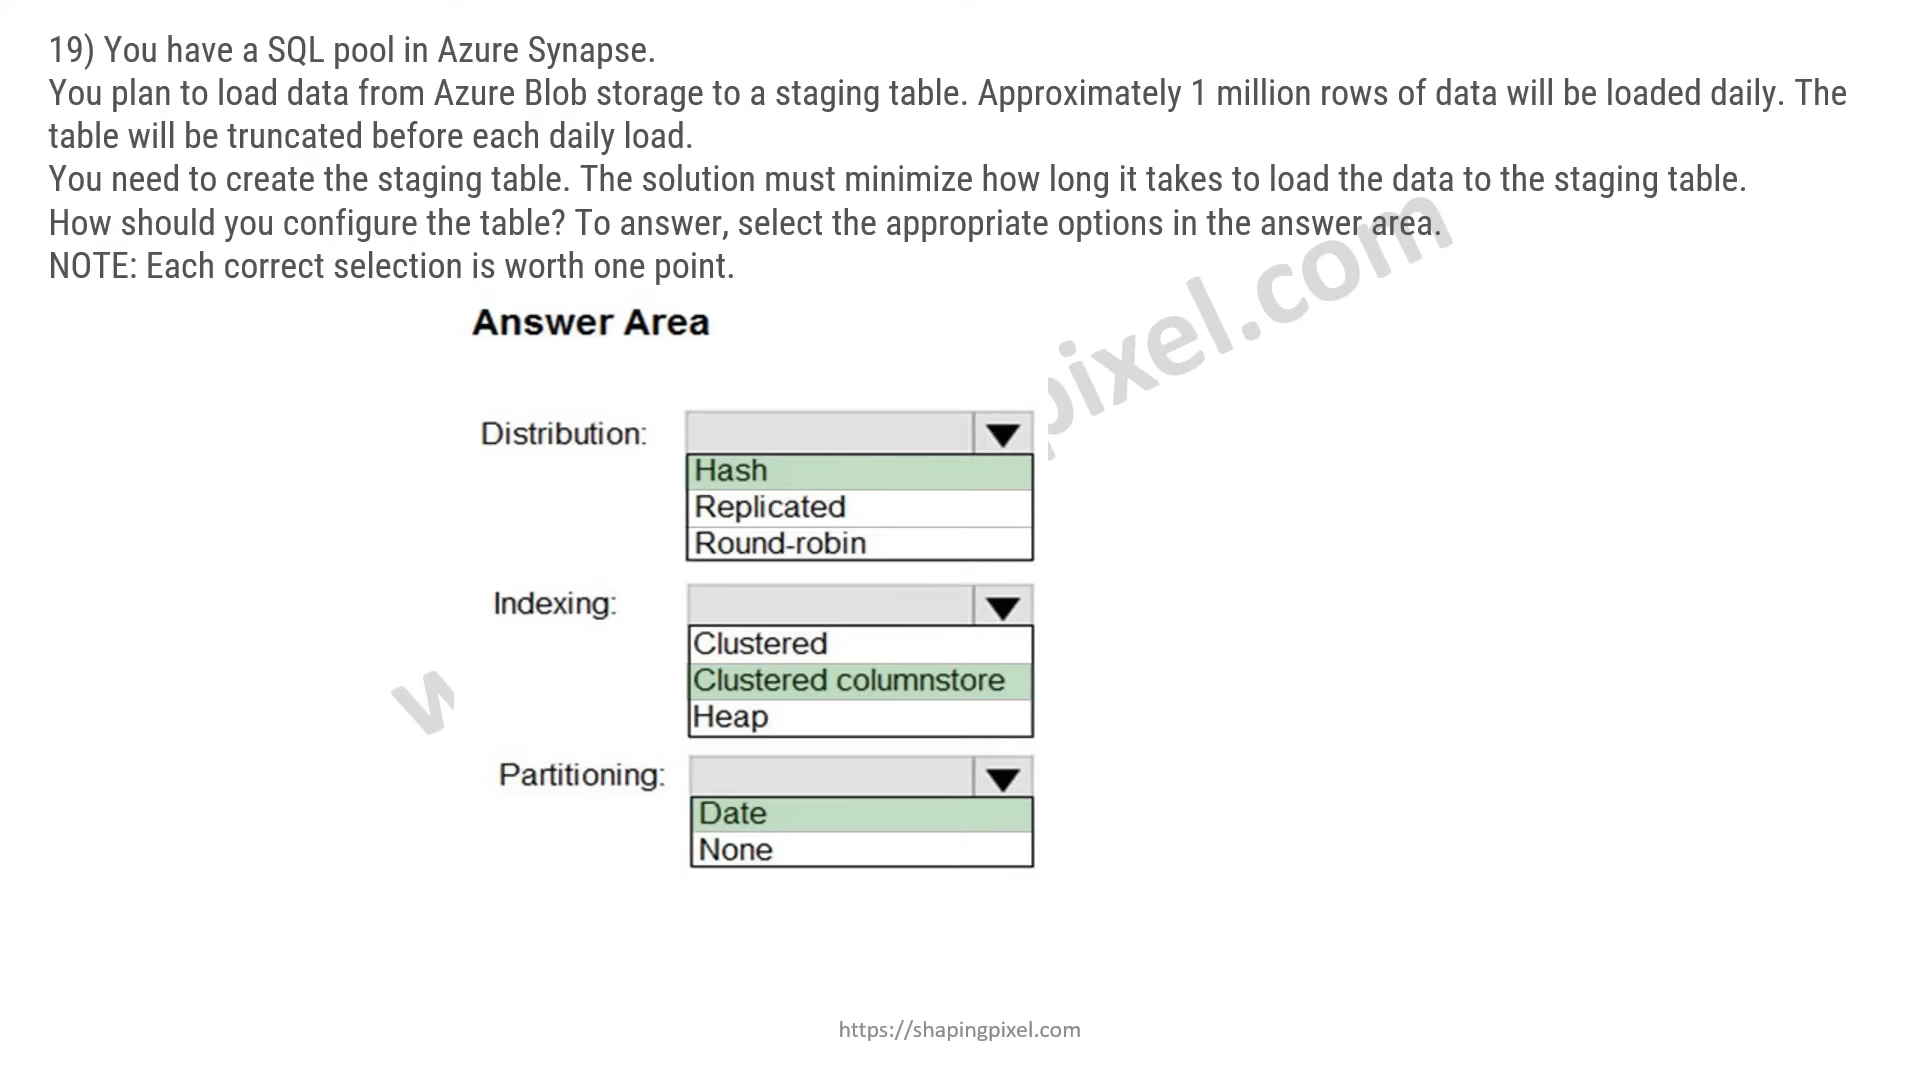 19) You have a SQL pool in Azure Synapse.
You plan to load data from Azure Blob storage to a staging table. Approximately 1 million rows of data will be loaded daily. The
table will be truncated before each daily load.
You need to create the staging table. The solution must minimize how long it takes to load the data to the staging table.
How should you configure the table? To answer, select the appropriate options in the answer area.
NOTE: Each correct selection is worth one point.
Answer Area
Distribution:
Hash
Replicated
Round-robin
Indexing:
Clustered
Clustered columnstore
Heap
Partitioning:
Date
None
pixel.com
https://shapingpixel.com